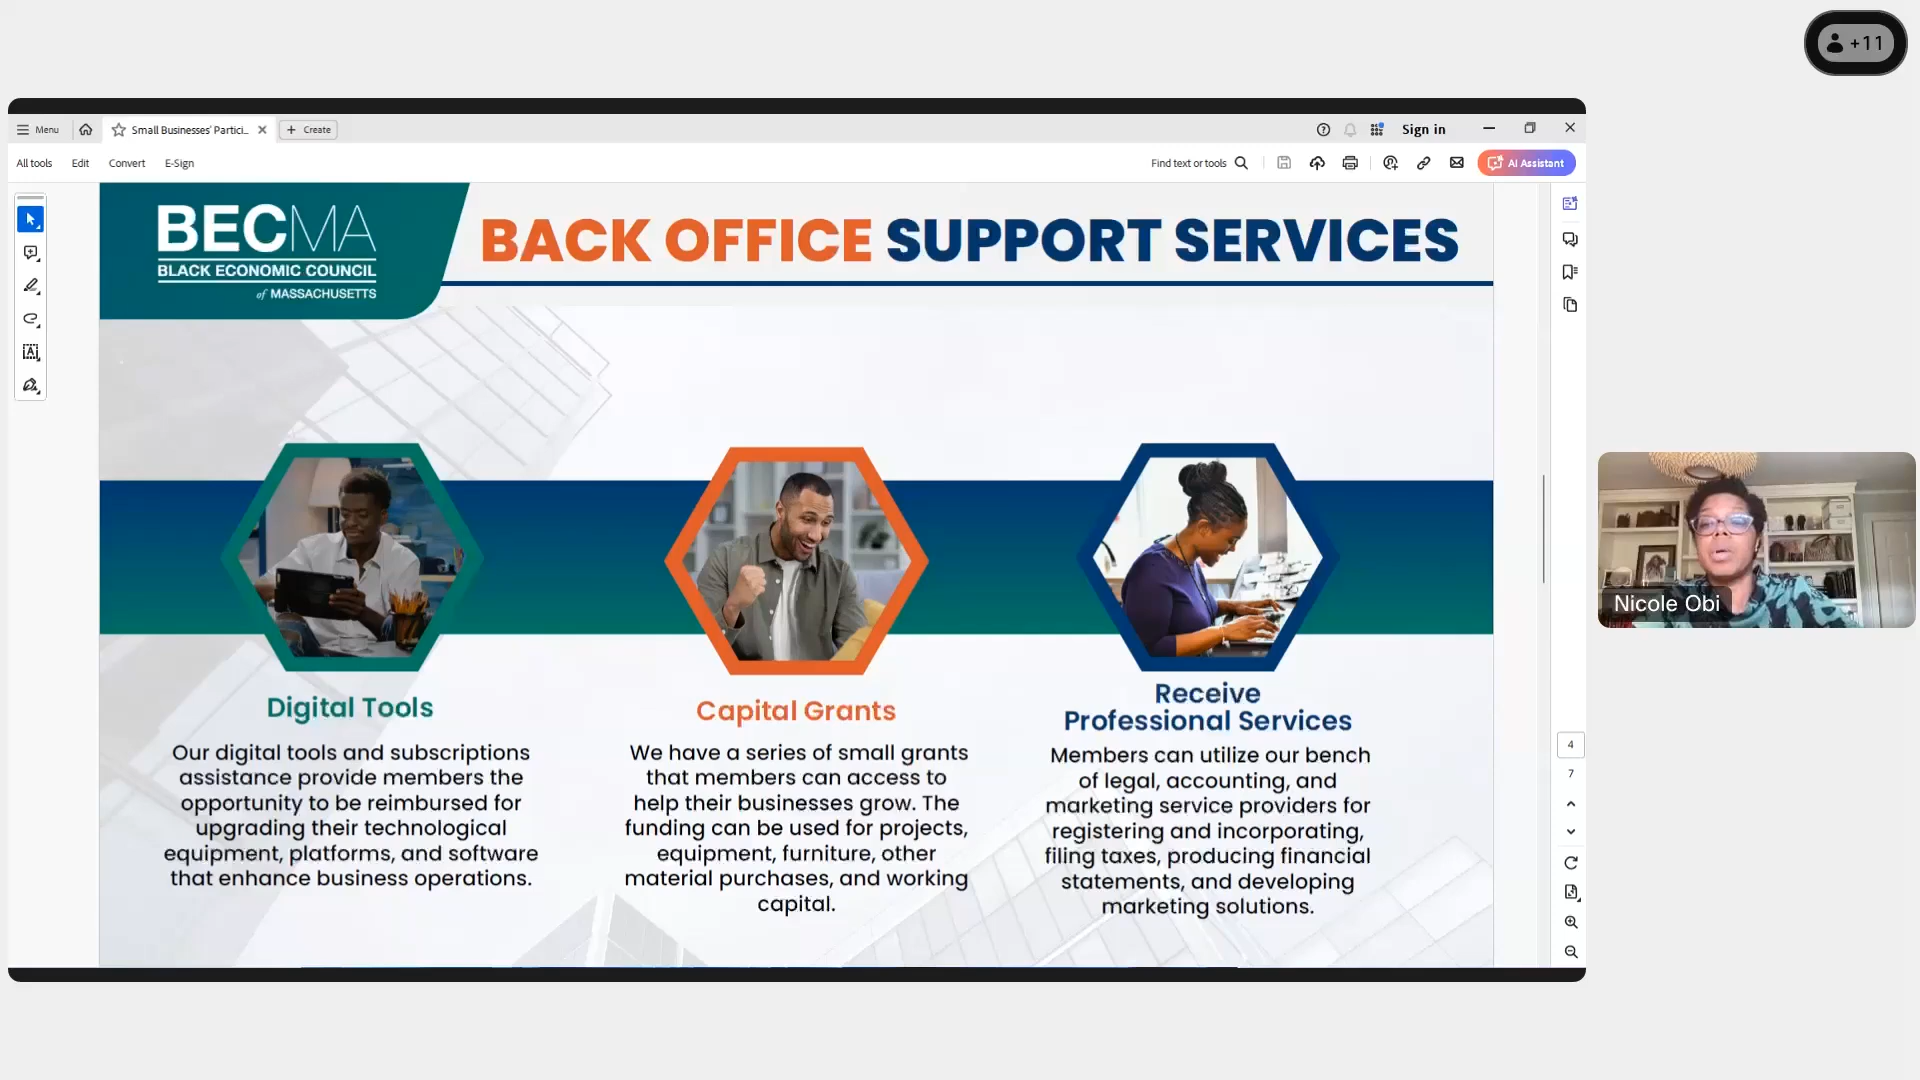 +11
Menu
Small Businesses' Partici...
Create
Sign in
All tools
Edit
Convert
E-Sign
Find text or tools
AI Assistant
BECMA
BLACK ECONOMIC COUNCIL
of MASSACHUSETTS
BACK OFFICE SUPPORT SERVICES
Digital Tools
Our digital tools and subscriptions
assistance provide members the
opportunity to be reimbursed for
upgrading their technological
equipment, platforms, and software
that enhance business operations.
Capital Grants
We have a series of small grants
that members can access to
help their businesses grow. The
funding can be used for projects,
equipment, furniture, other
material purchases, and working
capital.
Receive
Professional Services
Members can utilize our bench
of legal, accounting, and
marketing service providers for
registering and incorporating,
filing taxes, producing financial
statements, and developing
marketing solutions.
4
7
Nicole Obi